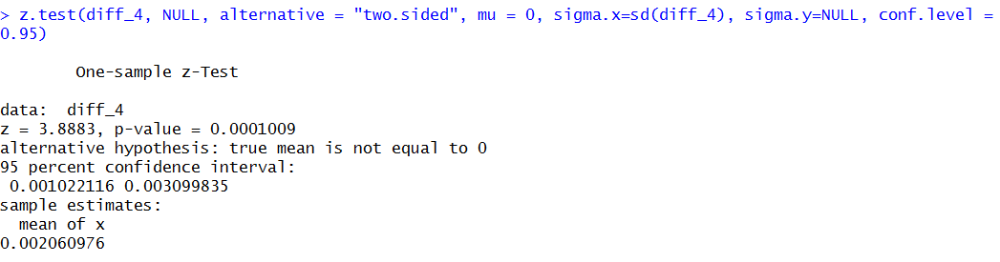 > z.test(diff_4, NULL, alternative = "two.sided", mu = 0, sigma.x=sd(diff_4), sigma.y=NULL, conf.level =
0.95)
One-sample z-Test
data:  diff_4
z = 3.8883, p-value = 0.0001009
alternative hypothesis: true mean is not equal to 0
95 percent confidence interval:
0.001022116 0.003099835
sample estimates:
mean of x
0.002060976